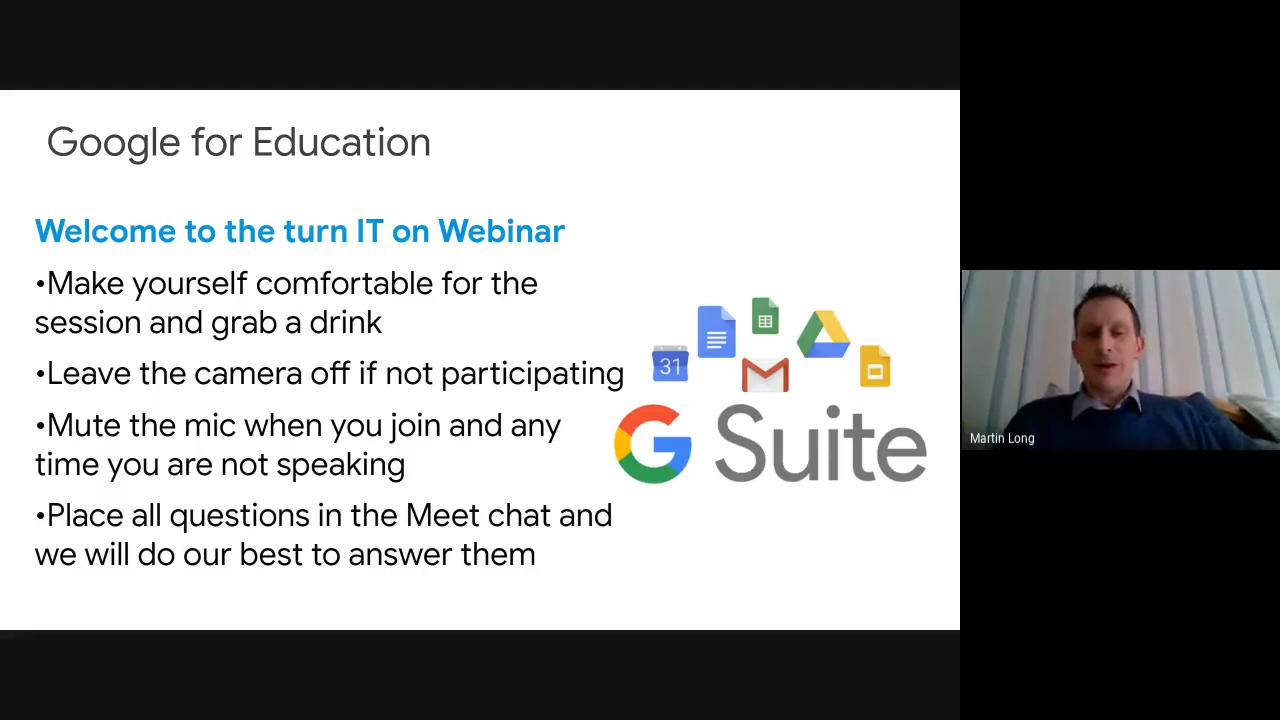 Google for Education
Welcome to the turn IT on Webinar
•Make yourself comfortable for the
session and grab a drink
•Leave the camera off if not participating
•Mute the mic when you join and any
time you are not speaking
•Place all questions in the Meet chat and
we will do our best to answer them
31
G Suite
Martin Long